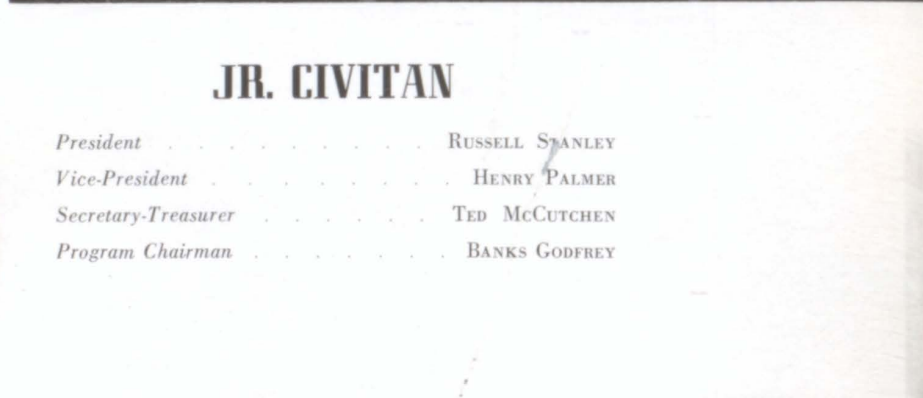 JR. CIVITAN
President . . . . . . . . . RUSSELL STANLEY
Vice-President . . . . . . . . HENRY PALMER
Secretary-Treasurer . . . . . . TED MCCUTCHEN
Program Chairman . . . . . . . BANKS GODFREY